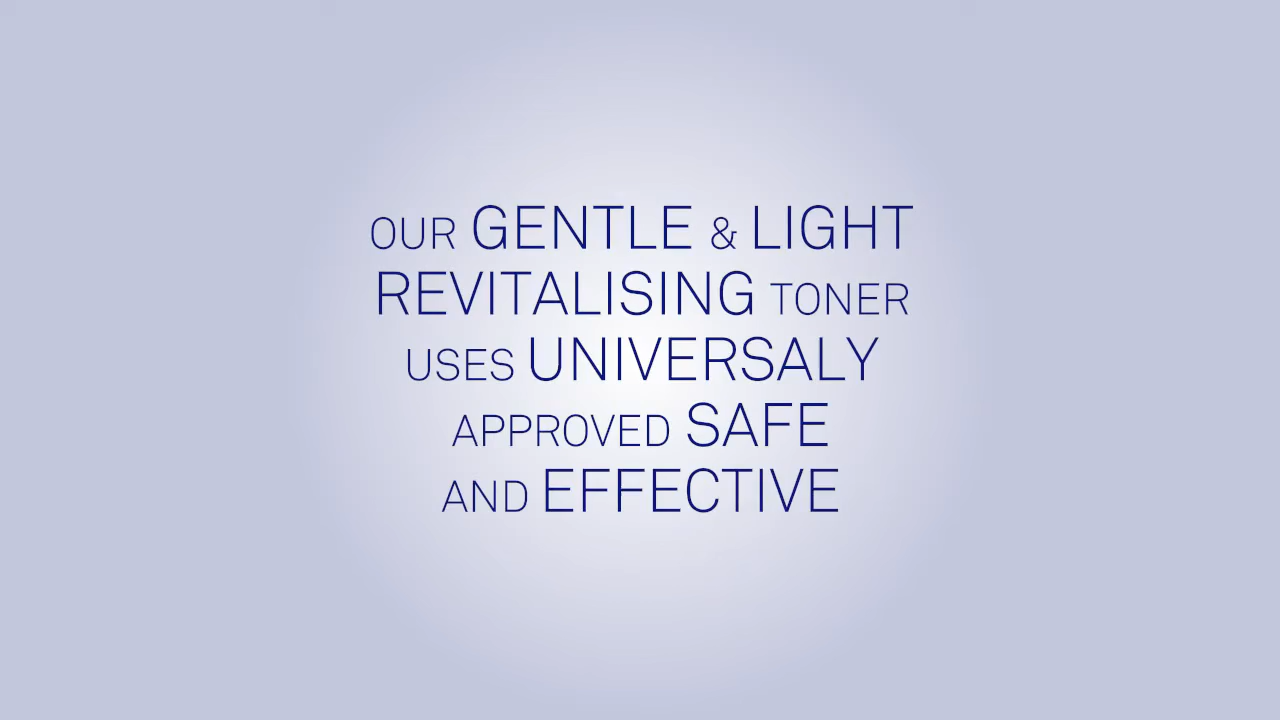 OUR GENTLE & LIGHT
REVITALISING TONER
USES UNIVERSALY
APPROVED SAFE
AND EFFECTIVE